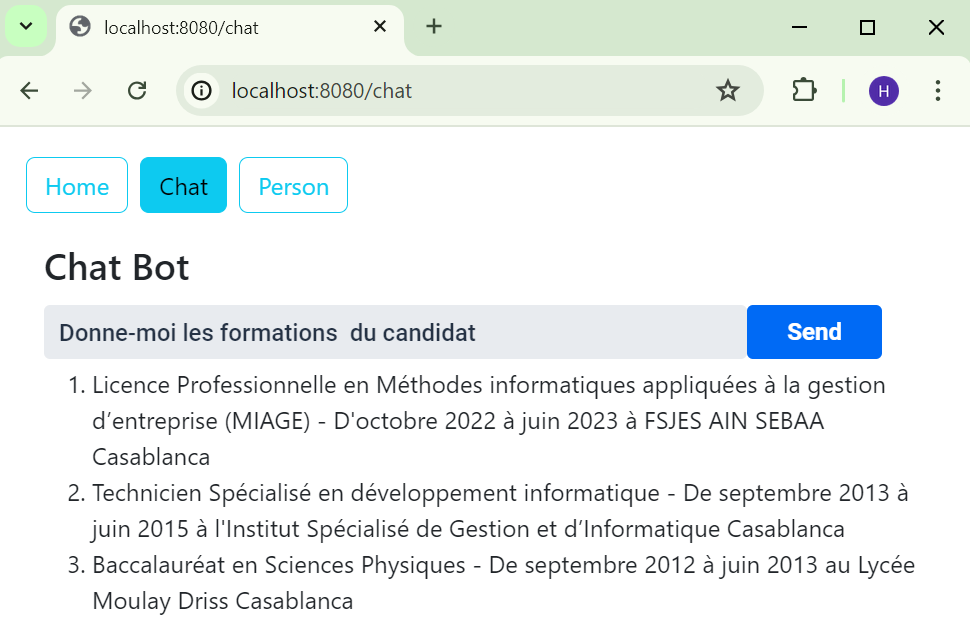 localhost:8080/chat
localhost:8080/chat
H
Home Chat Person
Chat Bot
Donne-moi les formations  du candidat Send
1. Licence Professionnelle en Méthodes informatiques appliquées à la gestion
d’entreprise (MIAGE) - D'octobre 2022 à juin 2023 à FSJES AIN SEBAA
Casablanca
2. Technicien Spécialisé en développement informatique - De septembre 2013 à
juin 2015 à l'Institut Spécialisé de Gestion et d’Informatique Casablanca
3. Baccalauréat en Sciences Physiques - De septembre 2012 à juin 2013 au Lycée
Moulay Driss Casablanca